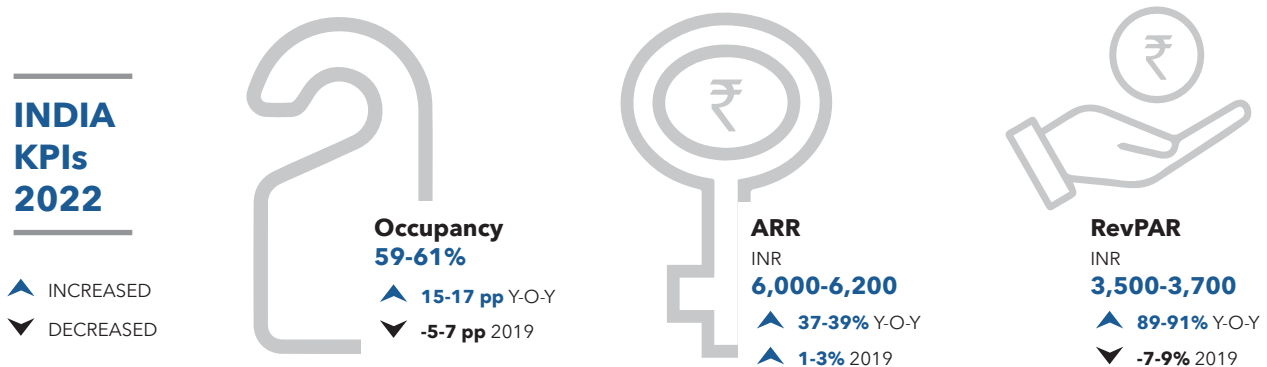 INDIA
KPIs
2022
INCREASED
DECREASED
Occupancy
59-61%
15-17 pp Y-O-Y
-5-7 pp 2019
₹
ARR
INR
6,000-6,200
37-39% Y-O-Y
1-3% 2019
₹
RevPAR
INR
3,500-3,700
89-91% Y-O-Y
-7-9% 2019